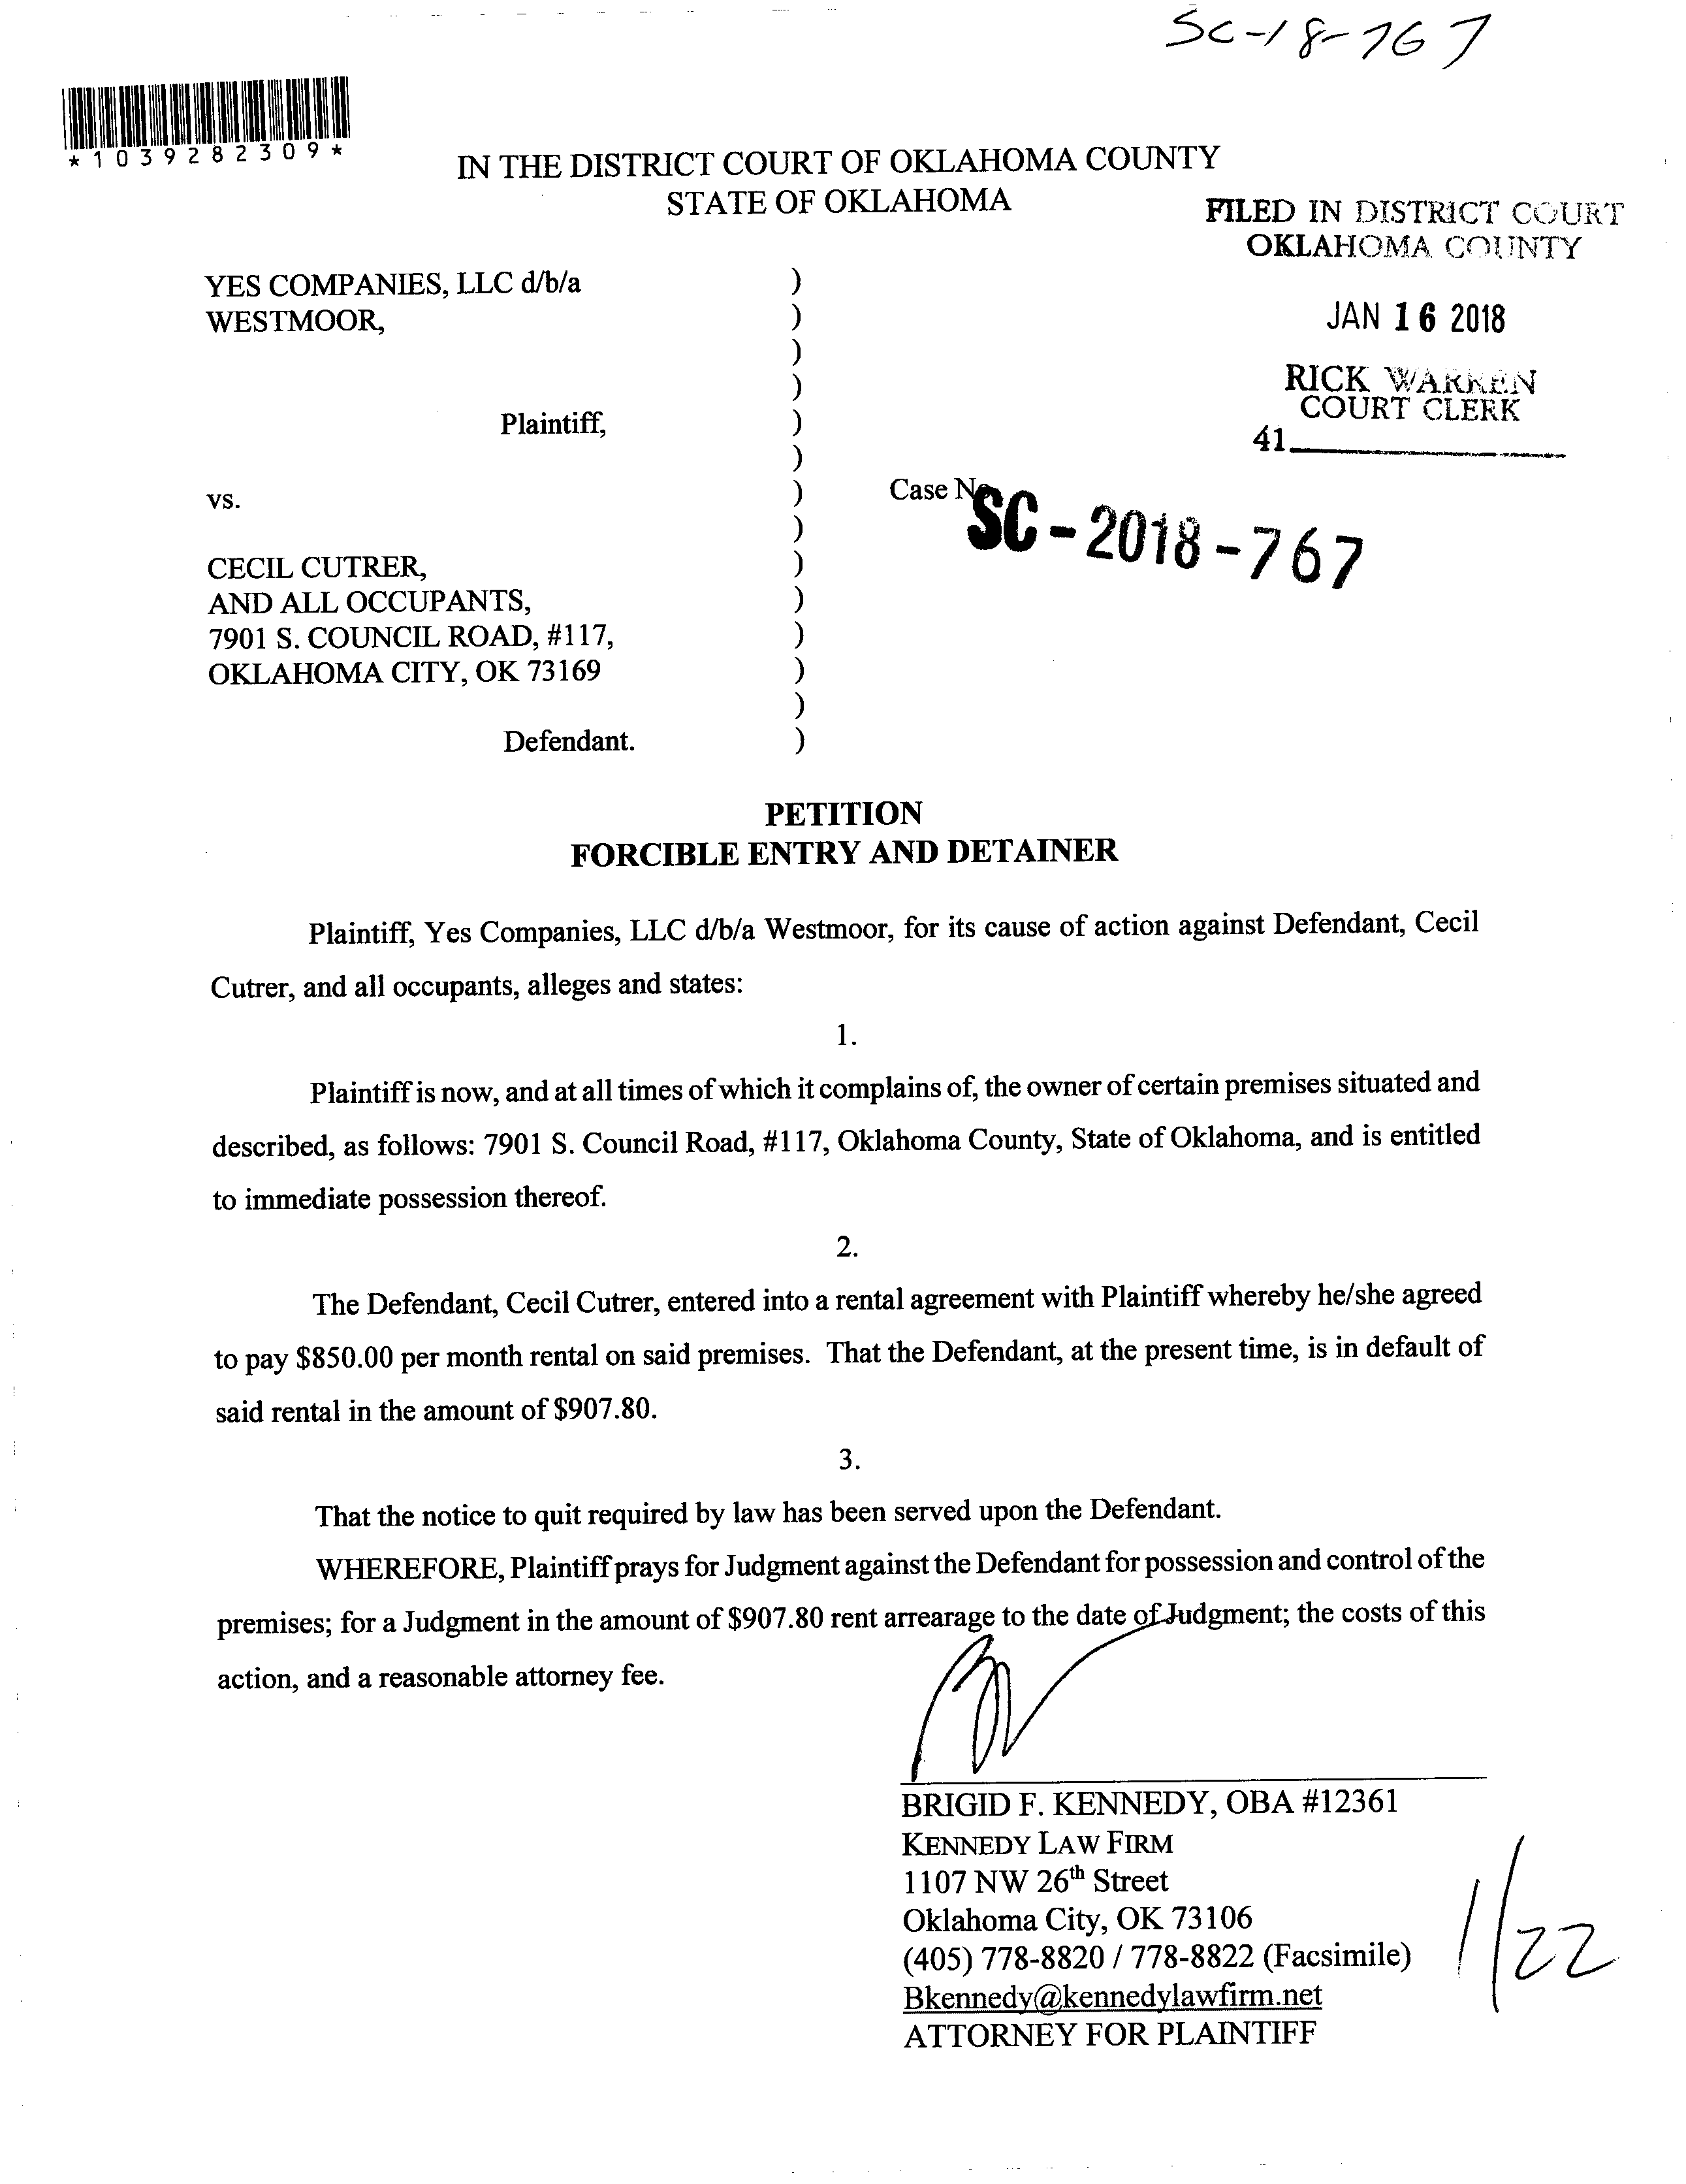 SC-18-767
*1039282309*
IN THE DISTRICT COURT OF OKLAHOMA COUNTY
STATE OF OKLAHOMA
FILED IN DISTRICT COURT
OKLAHOMA COUNTY
JAN 16 2018
RICK WARREN
COURT CLERK
41
YES COMPANIES, LLC d/b/a )
WESTMOOR, )
)
)
Plaintiff, )
)
vs. )
)
Case No.
SC-2018-767
CECIL CUTRER, )
AND ALL OCCUPANTS, )
7901 S. COUNCIL ROAD, #117, )
OKLAHOMA CITY, OK 73169 )
)
Defendant. )
PETITION
FORCIBLE ENTRY AND DETAINER
Plaintiff, Yes Companies, LLC d/b/a Westmoor, for its cause of action against Defendant, Cecil
Cutrer, and all occupants, alleges and states:
1.
Plaintiff is now, and at all times of which it complains of, the owner of certain premises situated and
described, as follows: 7901 S. Council Road, #117, Oklahoma County, State of Oklahoma, and is entitled
to immediate possession thereof.
2.
The Defendant, Cecil Cutrer, entered into a rental agreement with Plaintiff whereby he/she agreed
to pay $850.00 per month rental on said premises. That the Defendant, at the present time, is in default of
said rental in the amount of $907.80.
3.
That the notice to quit required by law has been served upon the Defendant.
WHEREFORE, Plaintiff prays for Judgment against the Defendant for possession and control of the
premises; for a Judgment in the amount of $907.80 rent arrearage to the date of Judgment; the costs of this
action, and a reasonable attorney fee.
BRIGID F. KENNEDY, OBA #12361
KENNEDY LAW FIRM
1107 NW 26th Street
Oklahoma City, OK 73106
(405) 778-8820 / 778-8822 (Facsimile)
Bkennedy@kennedylawfirm.net
ATTORNEY FOR PLAINTIFF
1/22